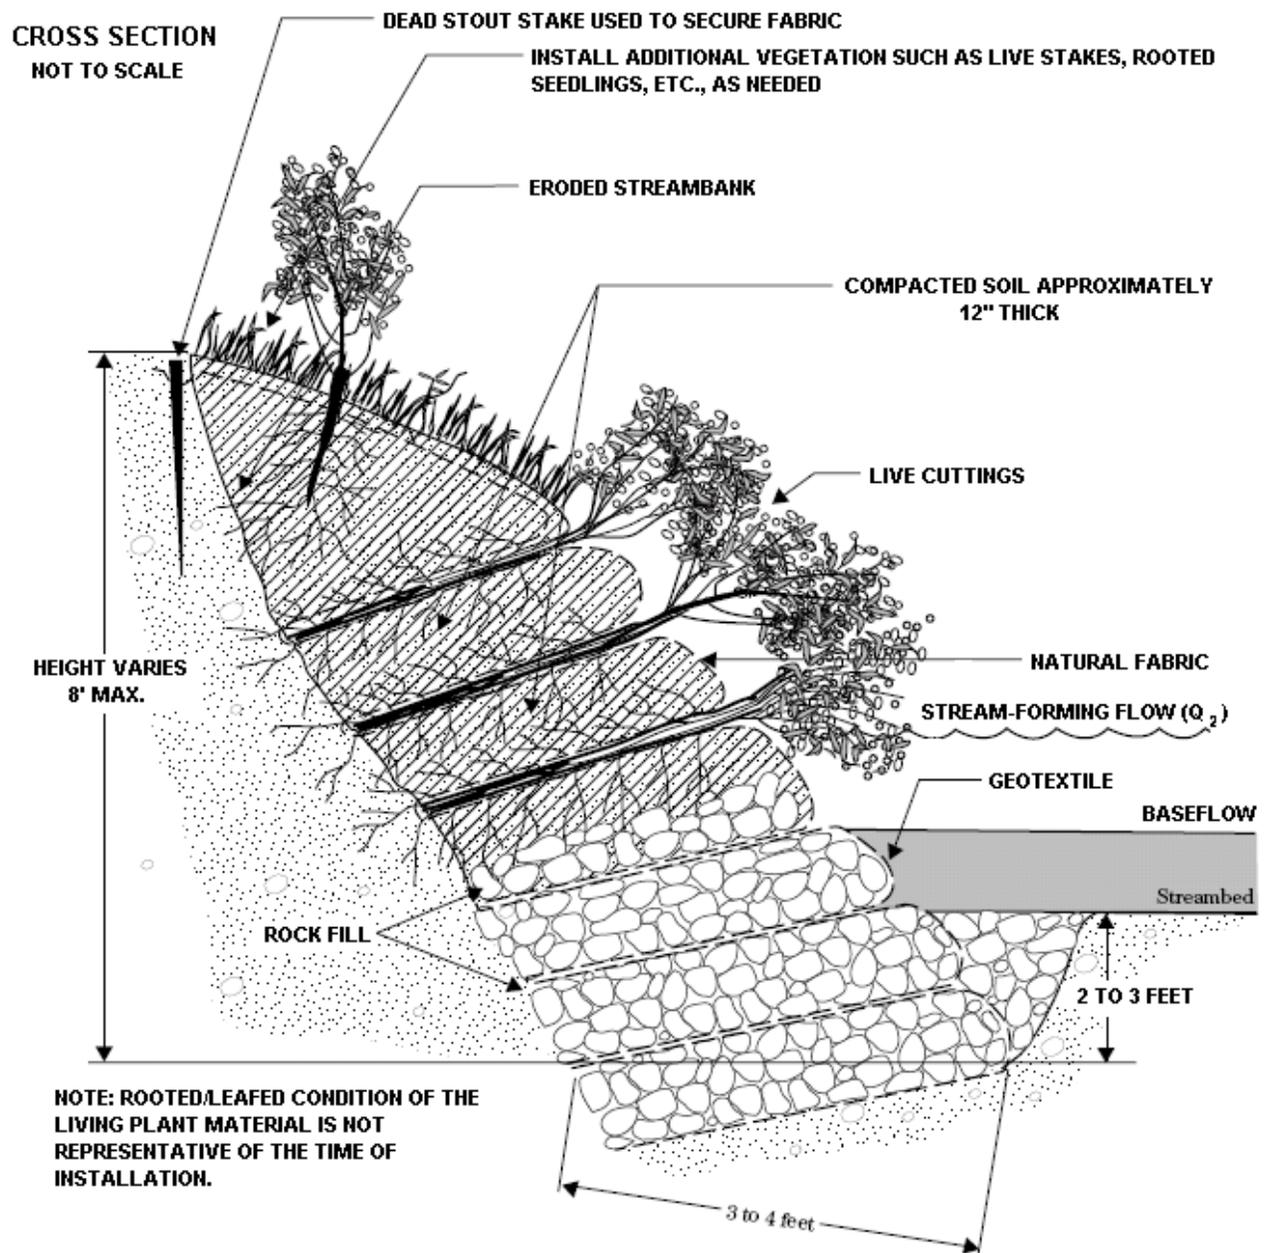 CROSS SECTION
NOT TO SCALE
DEAD STOUT STAKE USED TO SECURE FABRIC
INSTALL ADDITIONAL VEGETATION SUCH AS LIVE STAKES, ROOTED
SEEDLINGS, ETC., AS NEEDED
ERODED STREAMBANK
COMPACTED SOIL APPROXIMATELY
12" THICK
LIVE CUTTINGS
HEIGHT VARIES
8' MAX.
NATURAL FABRIC
STREAM-FORMING FLOW (Q 2 )
GEOTEXTILE
BASEFLOW
Streambed
ROCK FILL
2 TO 3 FEET
NOTE: ROOTED/LEAFED CONDITION OF THE
LIVING PLANT MATERIAL IS NOT
REPRESENTATIVE OF THE TIME OF
INSTALLATION.
3 to 4 feet